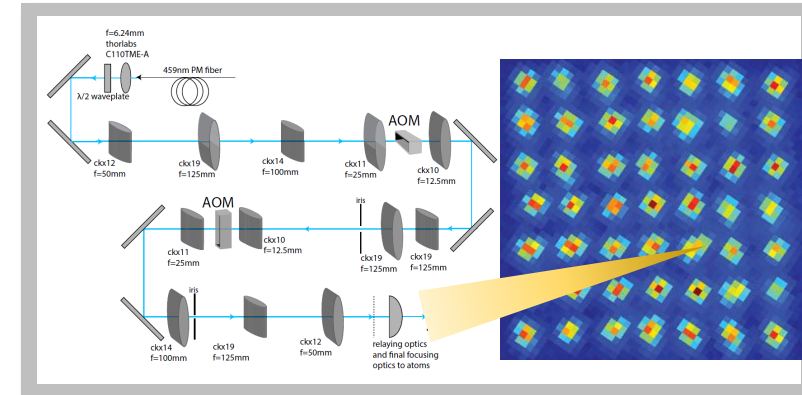 f=6.24mm
thorlabs
C110TME-A
459nm PM fiber
λ/2 waveplate
AOM
ckx12
f=50mm
ckx19
f=125mm
ckx14
f=100mm
ckx11
f=25mm
ckx10
f=12.5mm
AOM
iris
ckx11
f=25mm
ckx10
f=12.5mm
ckx19
f=125mm
ckx19
f=125mm
iris
ckx14
f=100mm
ckx19
f=125mm
ckx12
f=50mm
relaying optics
and final focusing
optics to atoms